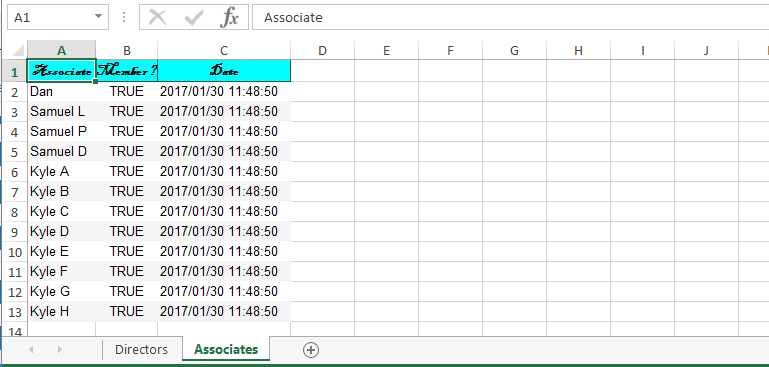 A1 fx Associate
A B C D E F G H I J
1 Associate Member? Date
2 Dan TRUE 2017/01/30 11:48:50
3 Samuel L TRUE 2017/01/30 11:48:50
4 Samuel P TRUE 2017/01/30 11:48:50
5 Samuel D TRUE 2017/01/30 11:48:50
6 Kyle A TRUE 2017/01/30 11:48:50
7 Kyle B TRUE 2017/01/30 11:48:50
8 Kyle C TRUE 2017/01/30 11:48:50
9 Kyle D TRUE 2017/01/30 11:48:50
10 Kyle E TRUE 2017/01/30 11:48:50
11 Kyle F TRUE 2017/01/30 11:48:50
12 Kyle G TRUE 2017/01/30 11:48:50
13 Kyle H TRUE 2017/01/30 11:48:50
14
Directors Associates